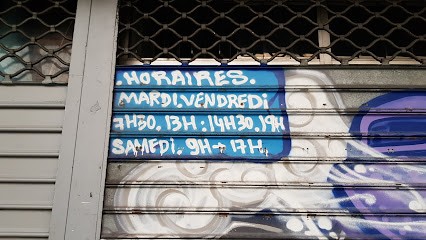 HORAIRES.
MARDI.VENDREDI
7H30.13H:14H30.19H
SAMEDI.9H→17H